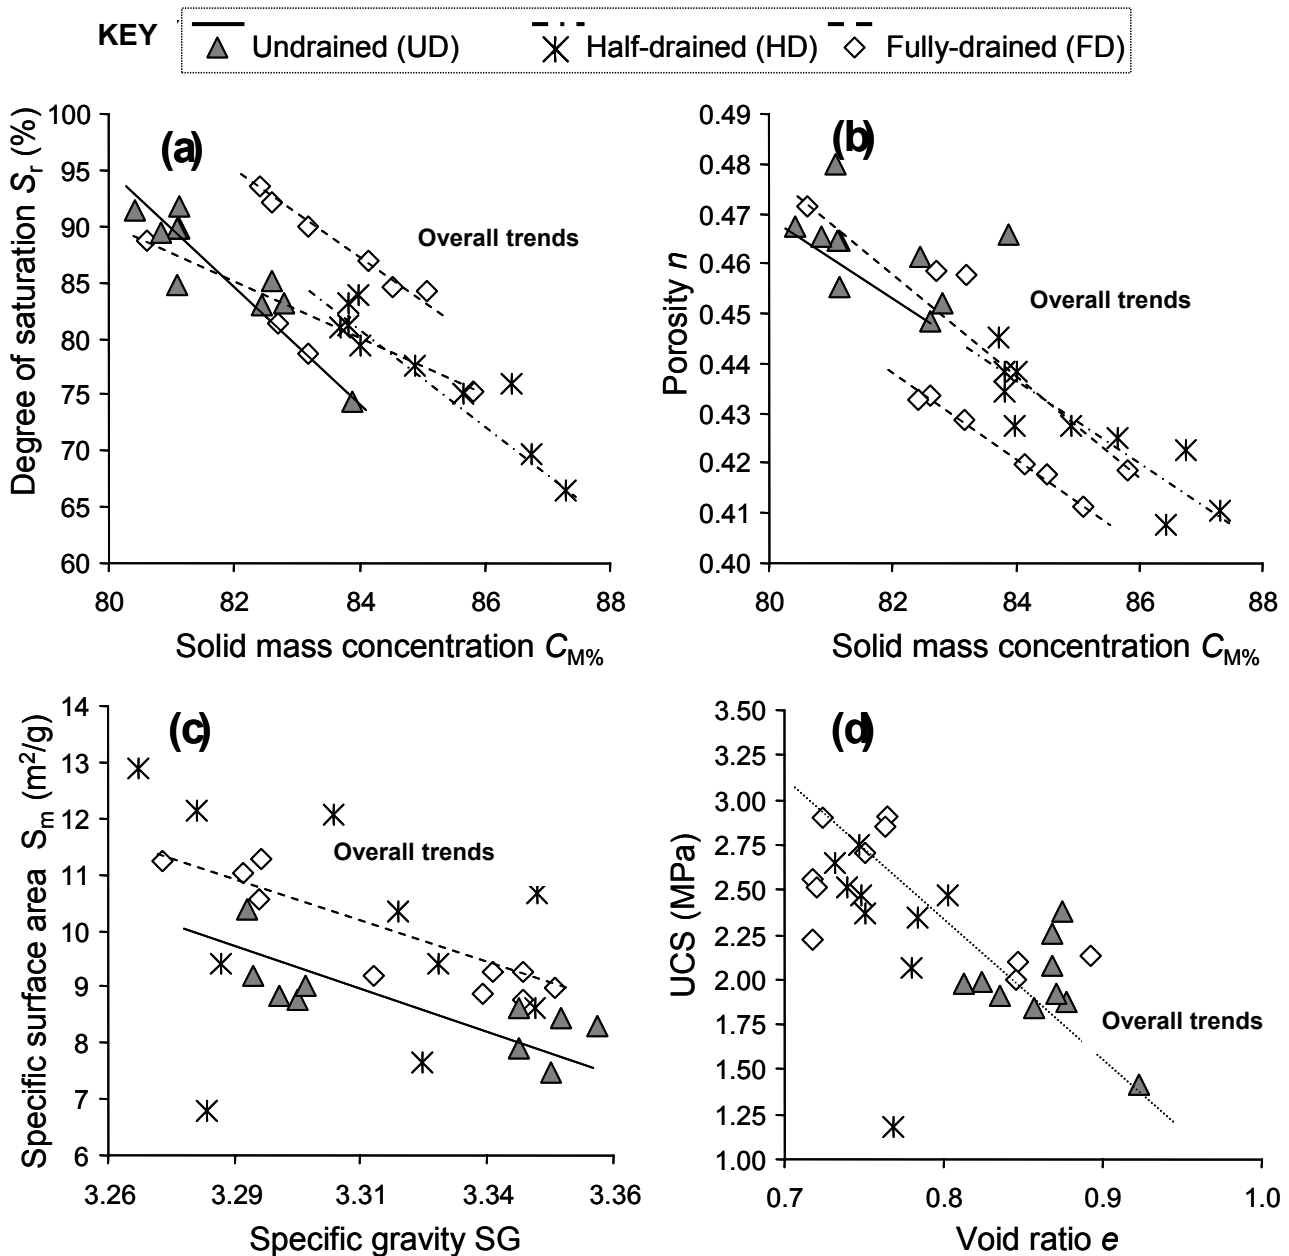 KEY
Undrained (UD)
Half-drained (HD)
Fully-drained (FD)
(a)
Degree of saturation Sr (%)
100
95
90
85
80
75
70
65
60
Overall trends
80 82 84 86 88
Solid mass concentration CM%
(b)
Porosity n
0.49
0.48
0.47
0.46
0.45
0.44
0.43
0.42
0.41
0.40
Overall trends
80 82 84 86 88
Solid mass concentration CM%
(c)
Specific surface area Sm (m²/g)
14
13
12
11
10
9
8
7
6
Overall trends
3.26 3.29 3.31 3.34 3.36
Specific gravity SG
(d)
UCS (MPa)
3.50
3.25
3.00
2.75
2.50
2.25
2.00
1.75
1.50
1.25
1.00
Overall trends
0.7 0.8 0.9 1.0
Void ratio e